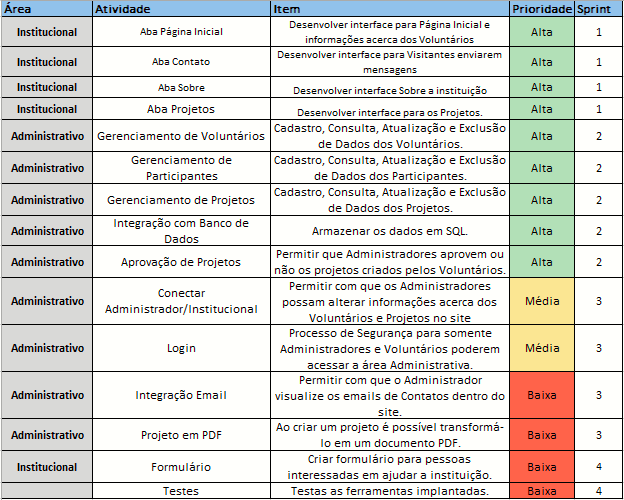 Área Atividade Item Prioridade Sprint
Institucional Aba Página Inicial Desenvolver interface para Página Inicial e
informações acerca dos Voluntários Alta 1
Institucional Aba Contato Desenvolver interface para Visitantes enviarem
mensagens Alta 1
Institucional Aba Sobre Desenvolver interface Sobre a instituição Alta 1
Institucional Aba Projetos Desenvolver interface para os Projetos. Alta 1
Administrativo Gerenciamento de Voluntários Cadastro, Consulta, Atualização e Exclusão
de Dados dos Voluntários. Alta 2
Administrativo Gerenciamento de
Participantes Cadastro, Consulta, Atualização e Exclusão
de Dados dos Participantes. Alta 2
Administrativo Gerenciamento de Projetos Cadastro, Consulta, Atualização e Exclusão
de Dados dos Projetos. Alta 2
Administrativo Integração com Banco de
Dados Armazenar os dados em SQL. Alta 2
Administrativo Aprovação de Projetos Permitir que Administradores aprovem ou
não os projetos criados pelos Voluntários. Alta 2
Administrativo Conectar
Administrador/Institucional Permitir com que os Administradores
possam alterar informações acerca dos
Voluntários e Projetos no site Média 3
Administrativo Login Processo de Segurança para somente
Administradores e Voluntários poderem
acessar a área Administrativa. Média 3
Administrativo Integração Email Permitir com que o Administrador
visualize os emails de Contatos dentro do
site. Baixa 3
Administrativo Projeto em PDF Ao criar um projeto é possível transformá-
lo em um documento PDF. Baixa 3
Institucional Formulário Criar formulário para pessoas
interessadas em ajudar a instituição. Baixa 4
Testes Testas as ferramentas implantadas. Baixa 4